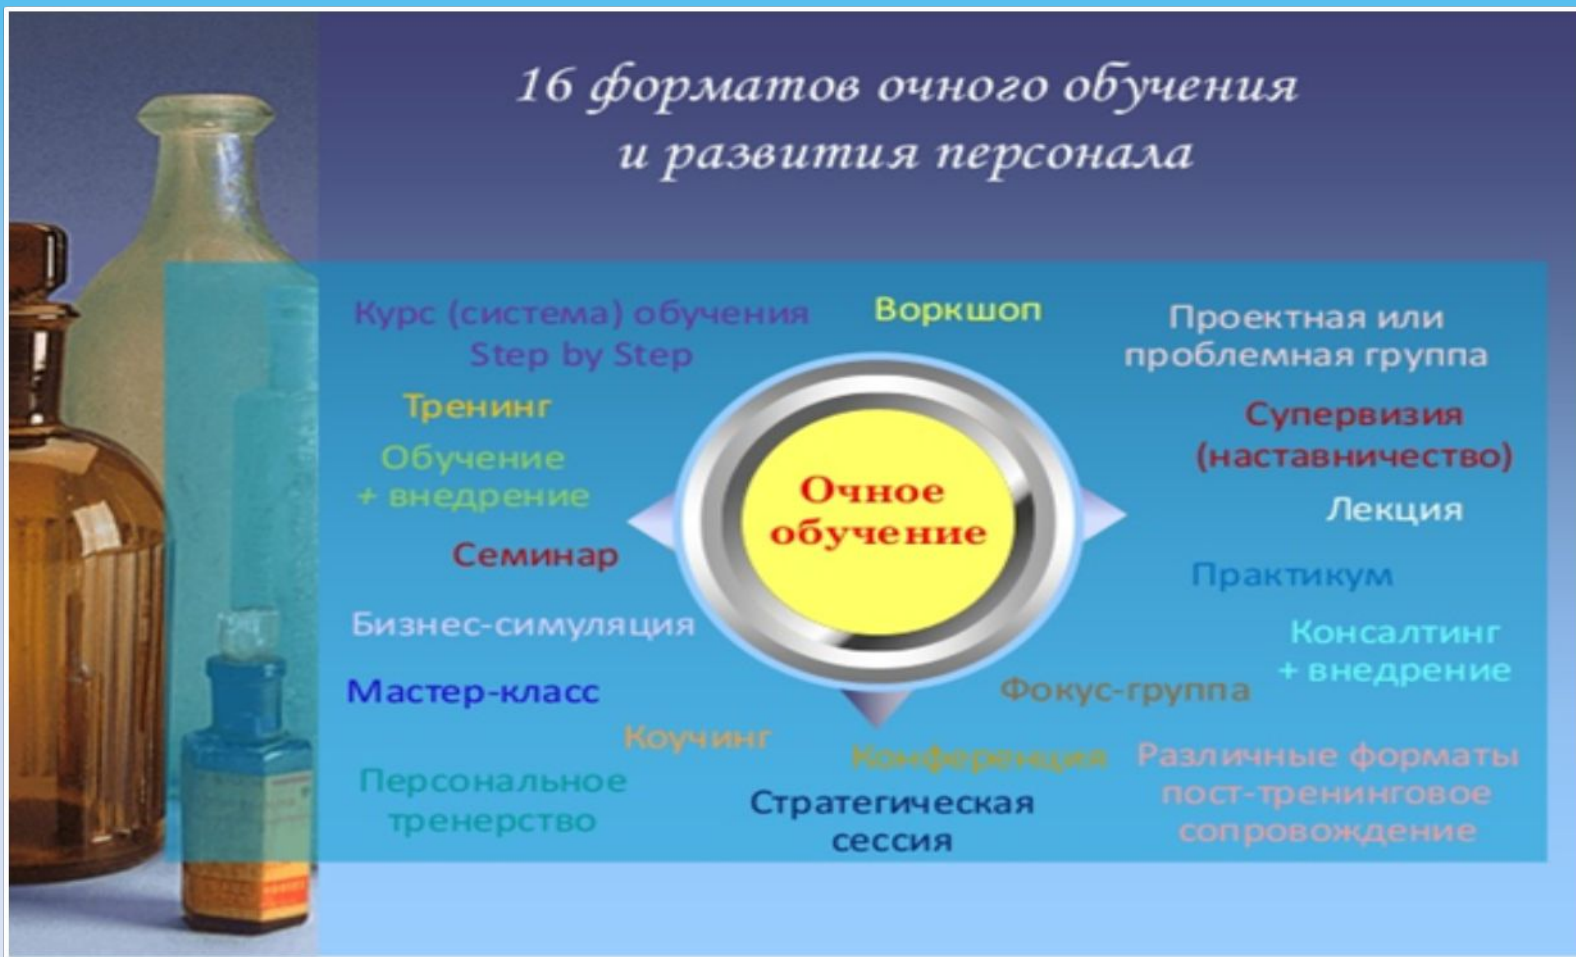 16 форматов очного обучения
и развития персонала
Курс (система) обучения
Step by Step
Воркшоп
Проектная или
проблемная группа
Тренинг
Супервизия
(наставничество)
Обучение
+ внедрение
Очное
обучение
Лекция
Семинар
Практикум
Бизнес-симуляция
Консалтинг
+ внедрение
Мастер-класс
Фокус-группа
Коучинг
Конференция
Различные форматы
пост-тренинговое
сопровождение
Персональное
тренерство
Стратегическая
сессия